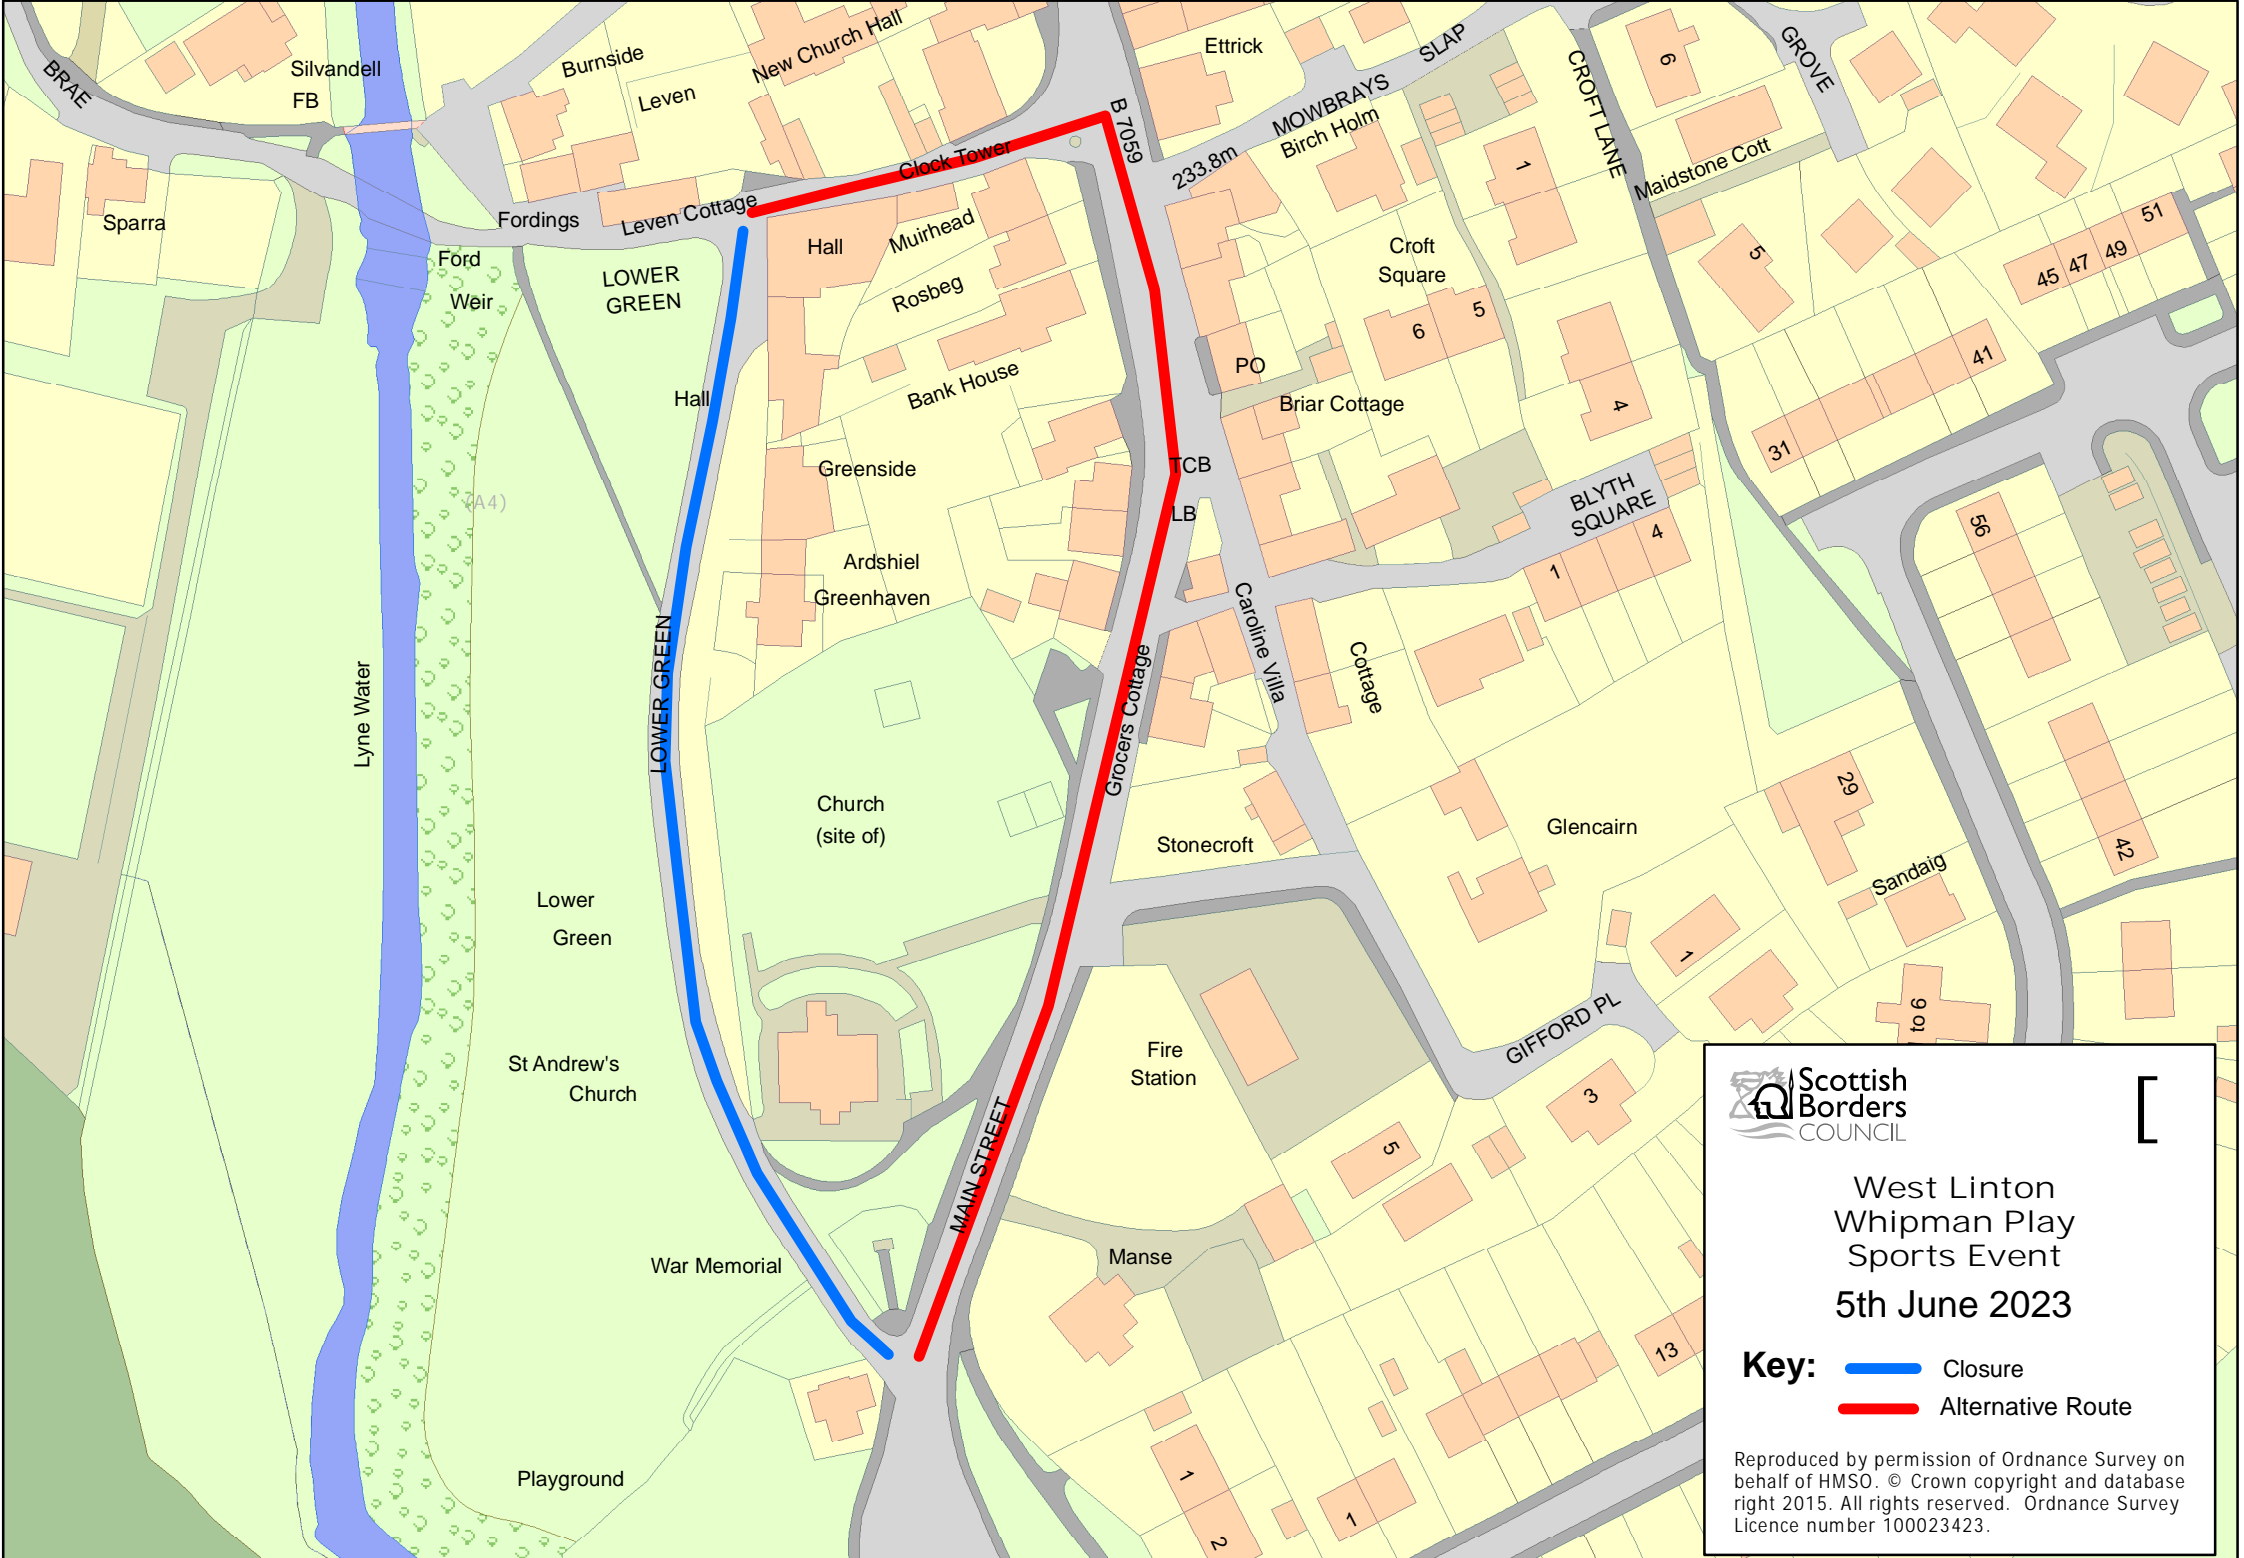 BRAE
Silvandell
FB
Burnside
Leven
New Church Hall
Ettrick
MOWBRAYS SLAP
Birch Holm
233.8m
B 7059
CROFT LANE
6
GROVE
Maidstone Cott
1
5
51
49
47
45
41
31
Sparra
Fordings
Leven Cottage
Clock Tower
Ford
Weir
LOWER
GREEN
Hall
Muirhead
Rosbeg
Bank House
Hall
Croft
Square
6
5
PO
Briar Cottage
4
TCB
LB
BLYTH
SQUARE
4
1
56
(A4)
Greenside
Ardshiel
Greenhaven
Caroline Villa
Cottage
Lyne Water
LOWER GREEN
Grocers Cottage
Church
(site of)
Stonecroft
Glencairn
29
42
Sandaig
Lower
Green
1
GIFFORD PL
to 6
St Andrew's
Church
Fire
Station
3
5
MAIN STREET
War Memorial
Manse
13
Playground
1
2
1
Scottish
Borders
COUNCIL
[
West Linton
Whipman Play
Sports Event
5th June 2023
Key:
Closure
Alternative Route
Reproduced by permission of Ordnance Survey on
behalf of HMSO. © Crown copyright and database
right 2015. All rights reserved. Ordnance Survey
Licence number 100023423.